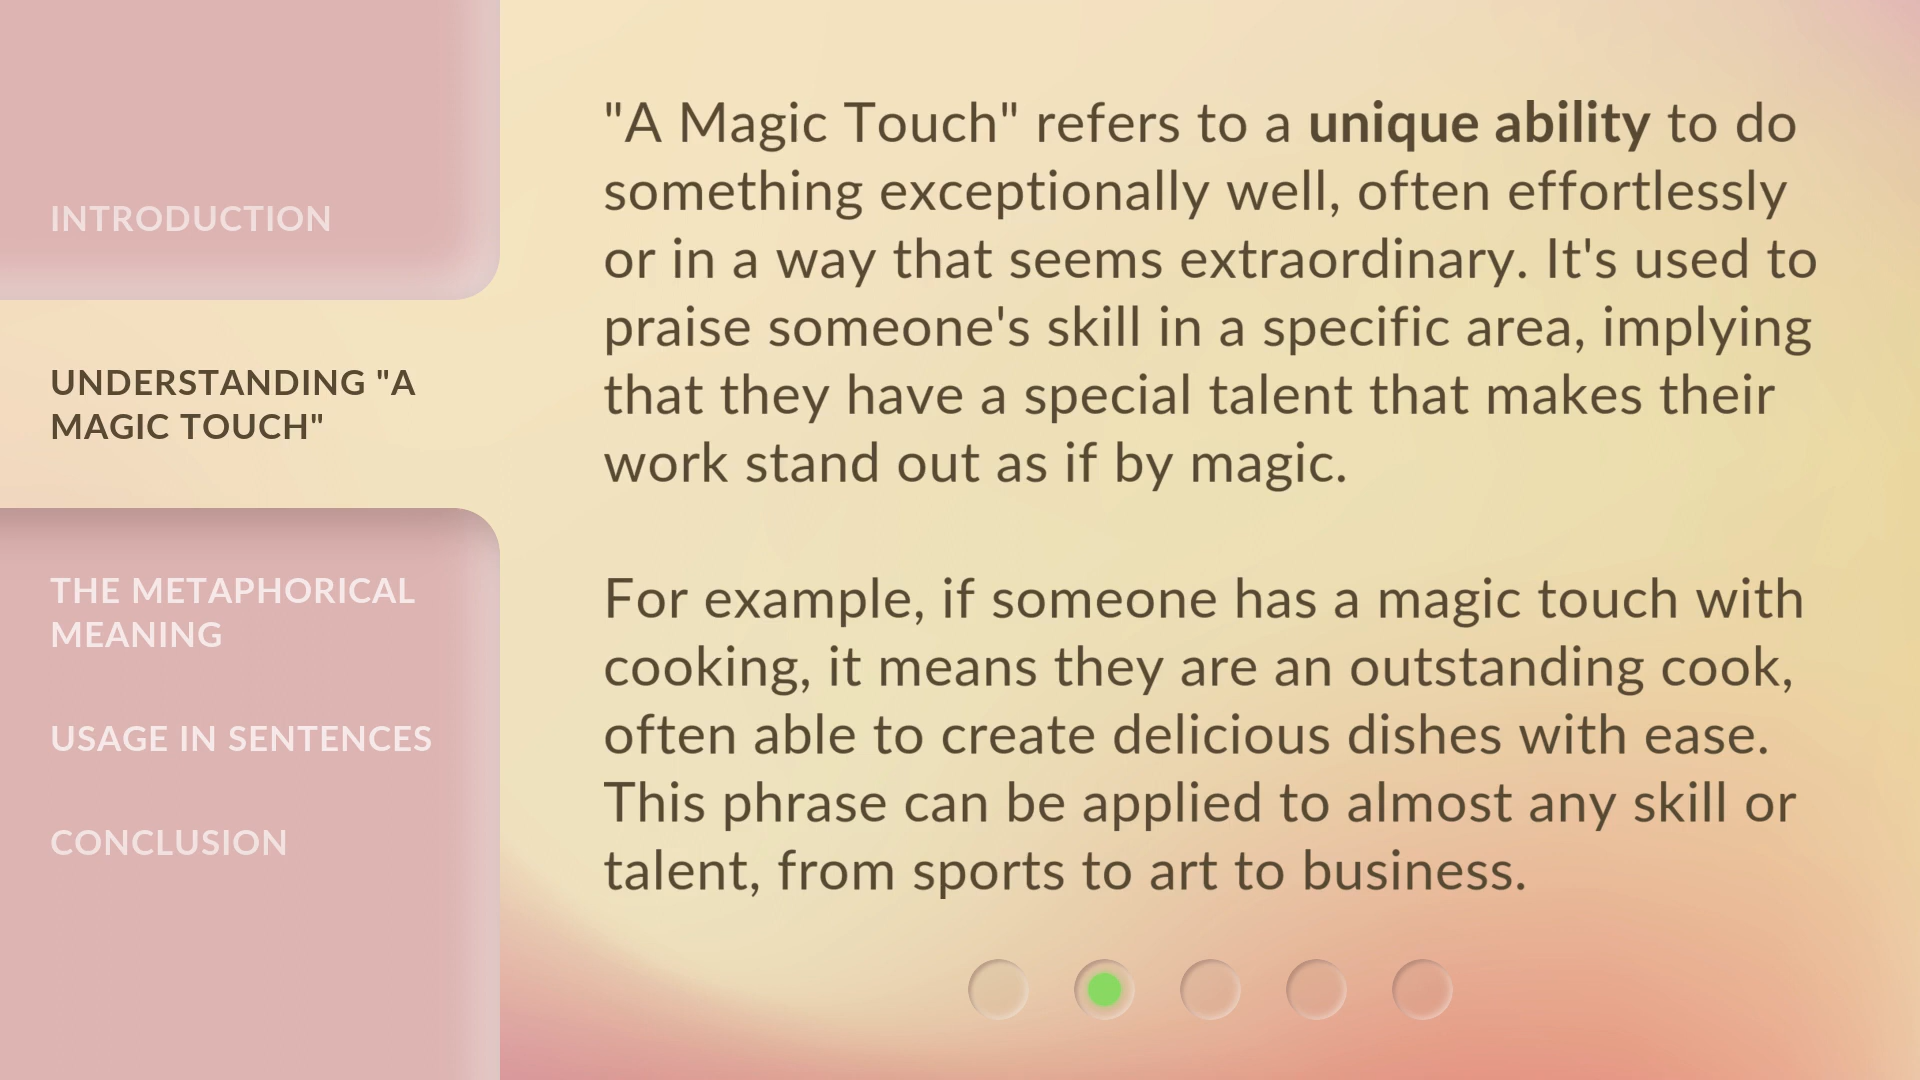 INTRODUCTION
UNDERSTANDING "A
MAGIC TOUCH"
THE METAPHORICAL
MEANING
USAGE IN SENTENCES
CONCLUSION
"A Magic Touch" refers to a unique ability to do
something exceptionally well, often effortlessly
or in a way that seems extraordinary. It's used to
praise someone's skill in a specific area, implying
that they have a special talent that makes their
work stand out as if by magic.
For example, if someone has a magic touch with
cooking, it means they are an outstanding cook,
often able to create delicious dishes with ease.
This phrase can be applied to almost any skill or
talent, from sports to art to business.